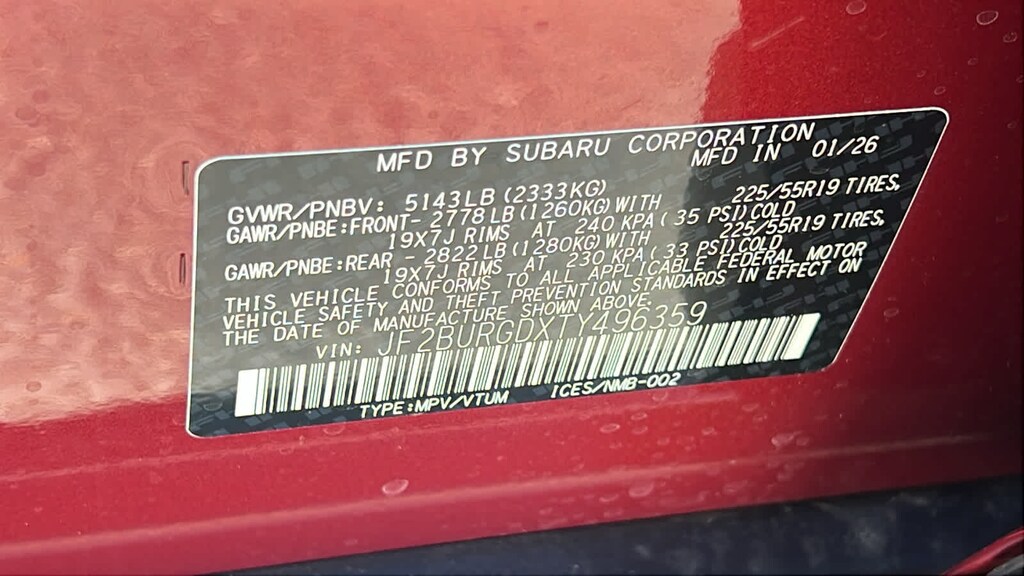 MFD BY SUBARU CORPORATION
MFD IN 01/26
GVWR/PNBV: 5143LB (2333KG)
GAWR/PNBE:FRONT- 2778LB(1260KG)WITH 225/55R19 TIRES,
19X7J RIMS AT 240 KPA (35 PSI)COLD
GAWR/PNBE:REAR - 2822LB(1280KG)WITH 225/55R19 TIRES,
19X7J RIMS AT 230 KPA (33 PSI)COLD
THIS VEHICLE CONFORMS TO ALL APPLICABLE FEDERAL MOTOR
VEHICLE SAFETY AND THEFT PREVENTION STANDARDS IN EFFECT ON
THE DATE OF MANUFACTURE SHOWN ABOVE.
VIN: JF2BURGDXTY496359
TYPE:MPV/VTUM ICES/NMB-002